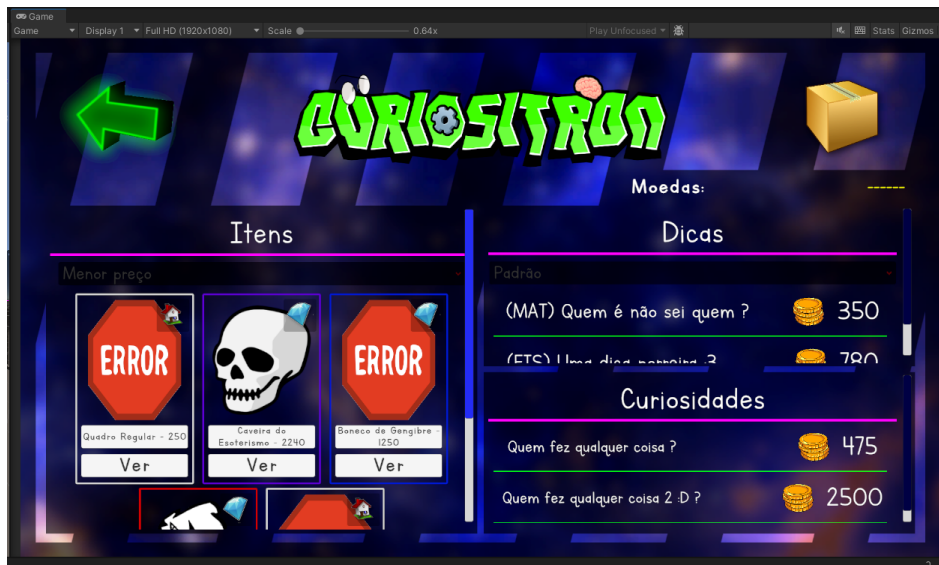 Game
Game Display 1 Full HD (1920x1080) Scale 0.64x Play Unfocused Stats Gizmos
CURIOSITRON
Moedas: ------
Itens
Menor preço
ERROR
ERROR
Quadro Regular - 250
Caveira do
Esoterismo - 2240
Boneco de Gengibre -
1250
Ver
Ver
Ver
Dicas
Padrão
(MAT) Quem é não sei quem ? 350
780
Curiosidades
Quem fez qualquer coisa ? 475
Quem fez qualquer coisa 2 :D ? 2500